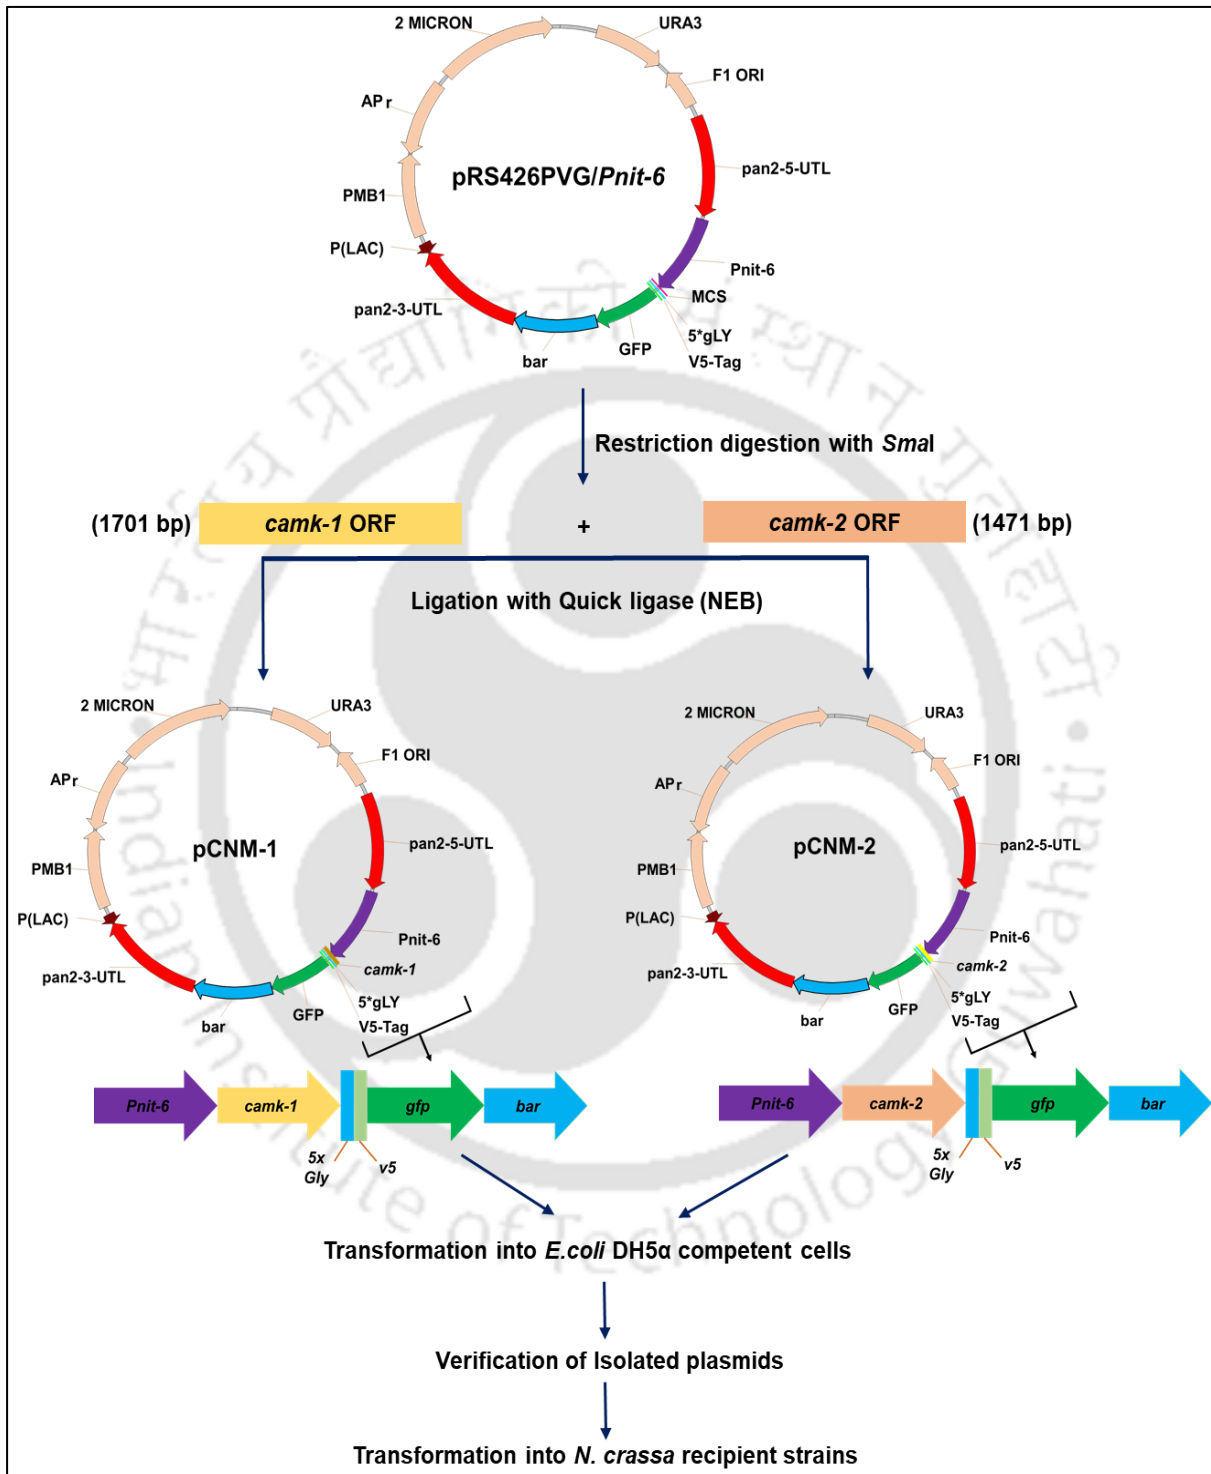 2 MICRON
URA3
F1 ORI
APr
pan2-5-UTL
pRS426PVG/Pnit-6
PMB1
P(LAC)
Pnit-6
MCS
pan2-3-UTL
5*gLY
GFP
V5-Tag
bar
Restriction digestion with SmaI
(1701 bp) camk-1 ORF + camk-2 ORF (1471 bp)
Ligation with Quick ligase (NEB)
2 MICRON
URA3
F1 ORI
APr
pCNM-1
pan2-5-UTL
PMB1
P(LAC)
Pnit-6
camk-1
pan2-3-UTL
5*gLY
GFP
V5-Tag
bar
2 MICRON
URA3
F1 ORI
APr
pCNM-2
pan2-5-UTL
PMB1
P(LAC)
Pnit-6
camk-2
pan2-3-UTL
5*gLY
GFP
V5-Tag
bar
Pnit-6 camk-1 gfp bar
5x
Gly
v5
Pnit-6 camk-2 gfp bar
5x
Gly
v5
Transformation into E.coli DH5α competent cells
Verification of Isolated plasmids
Transformation into N. crassa recipient strains
Indian Institute of Technology Guwahati